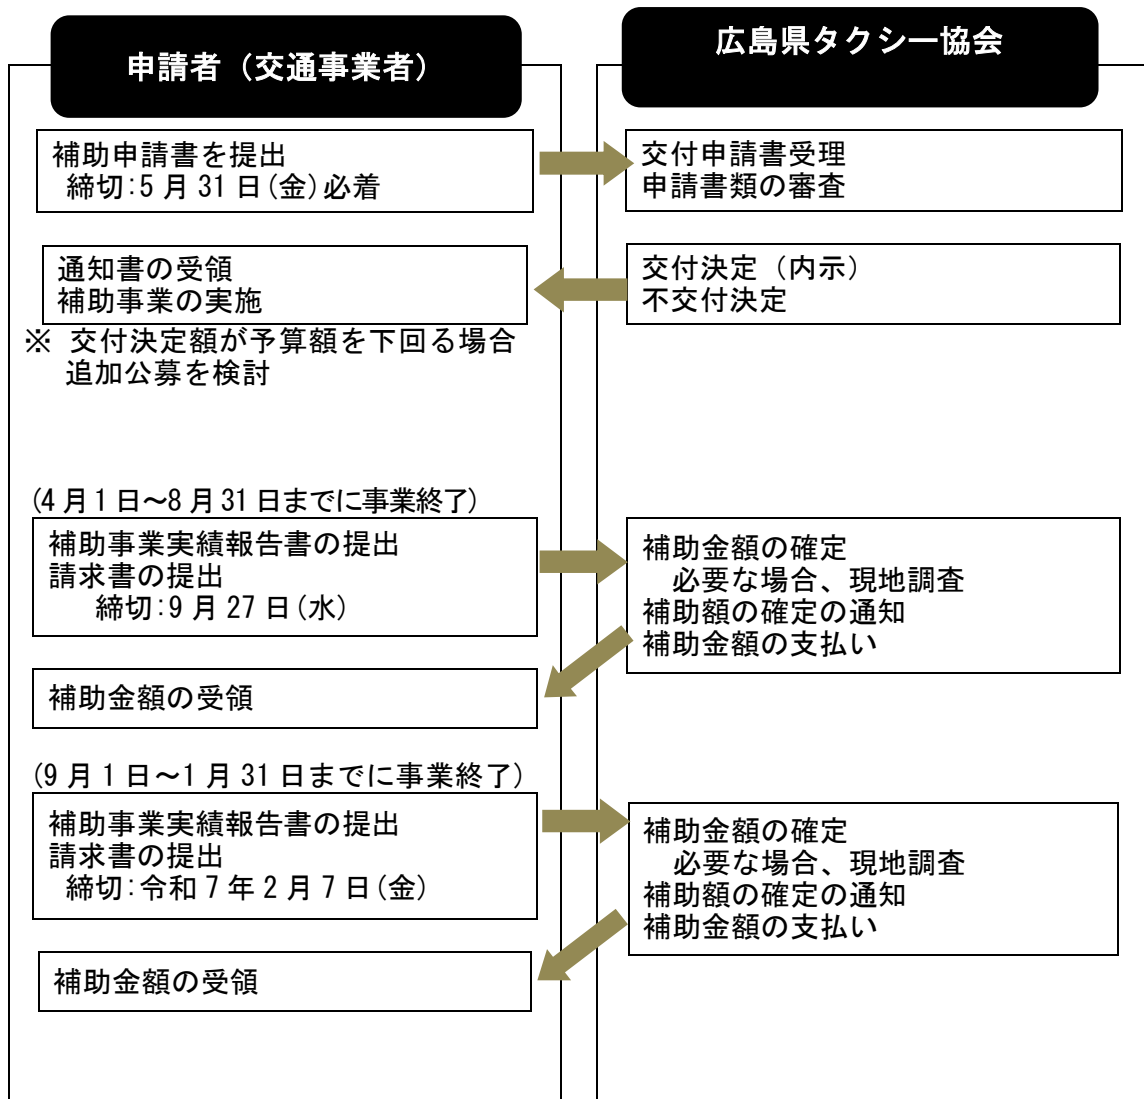 申請者（交通事業者）
広島県タクシー協会
補助申請書を提出
締切:5月31日(金)必着
交付申請書受理
申請書類の審査
通知書の受領
補助事業の実施
交付決定（内示）
不交付決定
※ 交付決定額が予算額を下回る場合
追加公募を検討
(4月1日～8月31日までに事業終了)
補助事業実績報告書の提出
請求書の提出
締切:9月27日(水)
補助金額の確定
必要な場合、現地調査
補助額の確定の通知
補助金額の支払い
補助金額の受領
(9月1日～1月31日までに事業終了)
補助事業実績報告書の提出
請求書の提出
締切:令和7年2月7日(金)
補助金額の確定
必要な場合、現地調査
補助額の確定の通知
補助金額の支払い
補助金額の受領